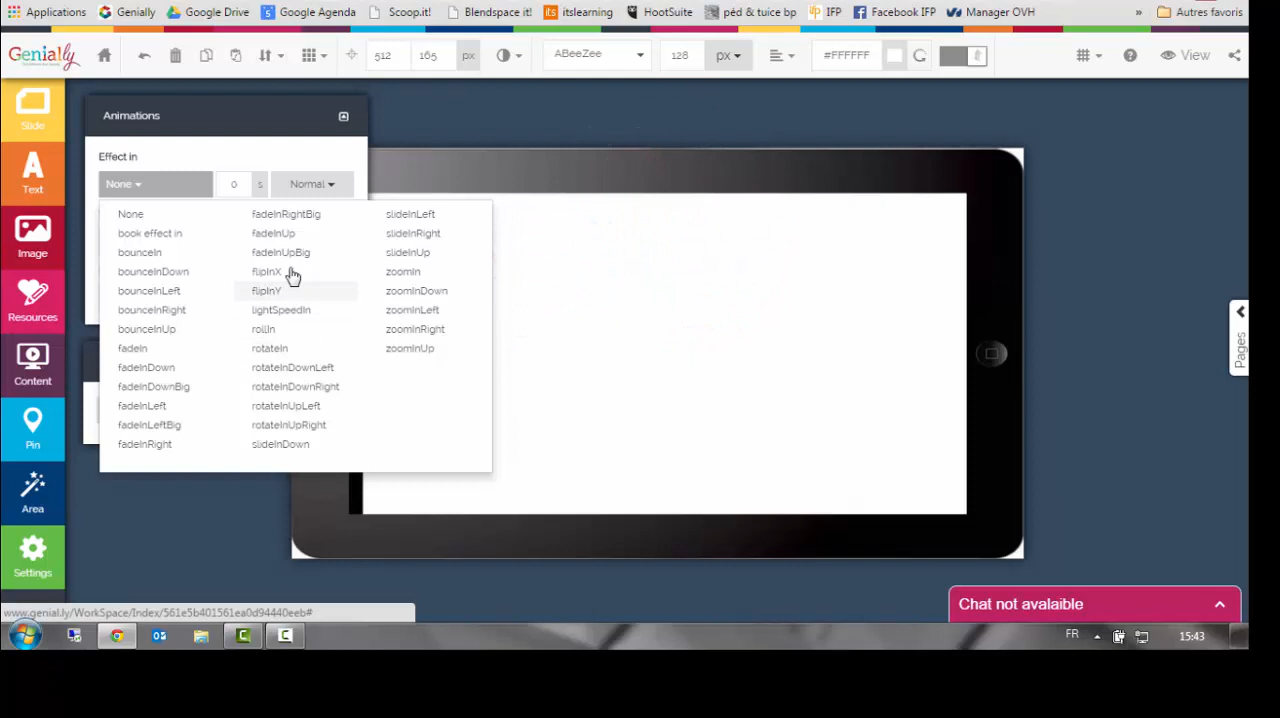 Applications Genially Google Drive Google Agenda Scoop.it! Blendspace it! itslearning HootSuite péd & tuice bp IFP Facebook IFP Manager OVH » Autres favoris
Genially 512 165 px ABeeZee 128 px #FFFFFF View
Slide
Text
Image
Resources
Content
Pin
Area
Settings
Animations
Effect in
None 0 s Normal
None
book effect in
bounceIn
bounceInDown
bounceInLeft
bounceInRight
bounceInUp
fadeIn
fadeInDown
fadeInDownBig
fadeInLeft
fadeInLeftBig
fadeInRight
fadeInRightBig
fadeInUp
fadeInUpBig
flipInX
flipInY
lightSpeedIn
rollIn
rotateIn
rotateInDownLeft
rotateInDownRight
rotateInUpLeft
rotateInUpRight
slideInDown
slideInLeft
slideInRight
slideInUp
zoomIn
zoomInDown
zoomInLeft
zoomInRight
zoomInUp
Pages
www.genial.ly/WorkSpace/Index/561e5b401561ea0d94440eeb#
Chat not avalaible
FR 15:43